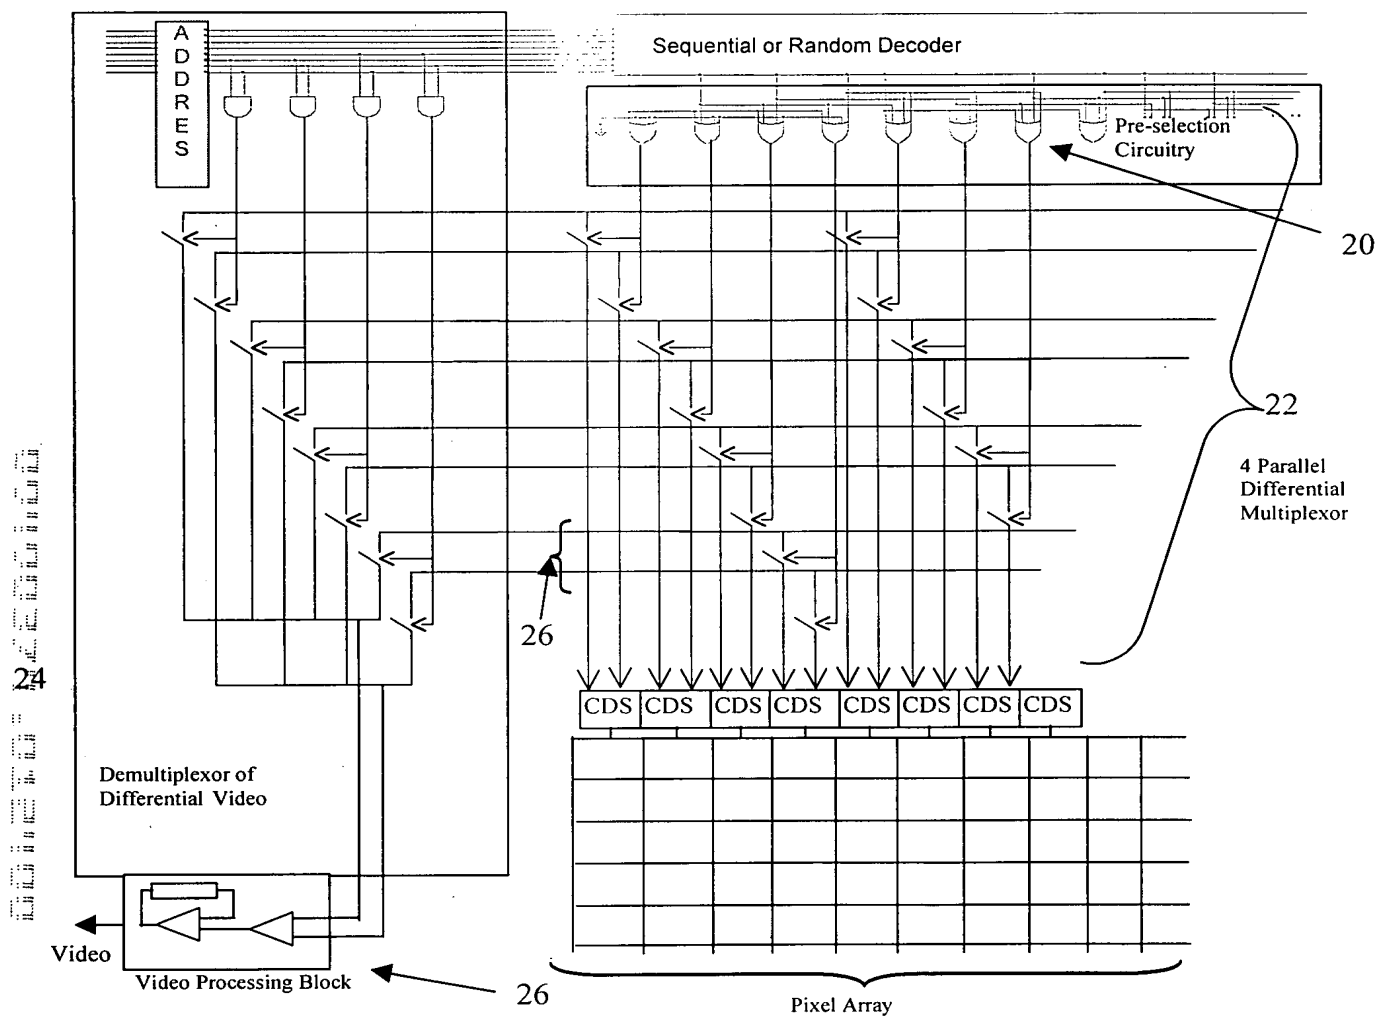 ADDRES
Sequential or Random Decoder
Pre-selection
Circuitry
20
22
4 Parallel
Differential
Multiplexor
26
24
CDS CDS CDS CDS CDS CDS CDS CDS
Demultiplexor of
Differential Video
Video
Video Processing Block
26
Pixel Array